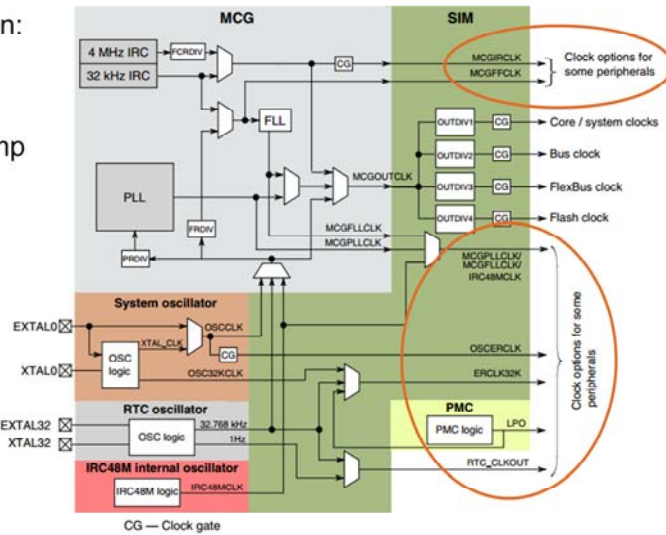 n:
mp
MCG
SIM
4 MHz IRC
32 kHz IRC
FCRDIV
CG
MCGIRCLK
MCGFFCLK
Clock options for
some peripherals
FLL
OUTDIV1
CG
Core / system clocks
OUTDIV2
CG
Bus clock
MCGOUTCLK
OUTDIV3
CG
FlexBus clock
OUTDIV4
CG
Flash clock
PLL
FRDIV
PRDIV
MCGFLLCLK
MCGPLLCLK
MCGPLLCLK/
MCGFLLCLK/
IRC48MCLK
System oscillator
EXTAL0
OSCCLK
XTAL_CLK
OSC
logic
CG
OSCERCLK
XTAL0
OSC32KCLK
ERCLK32K
Clock options for some
peripherals
RTC oscillator
EXTAL32
XTAL32
OSC logic
32.768 kHz
1Hz
PMC
PMC logic
LPO
RTC_CLKOUT
IRC48M internal oscillator
IRC48M logic
IRC48MCLK
CG — Clock gate